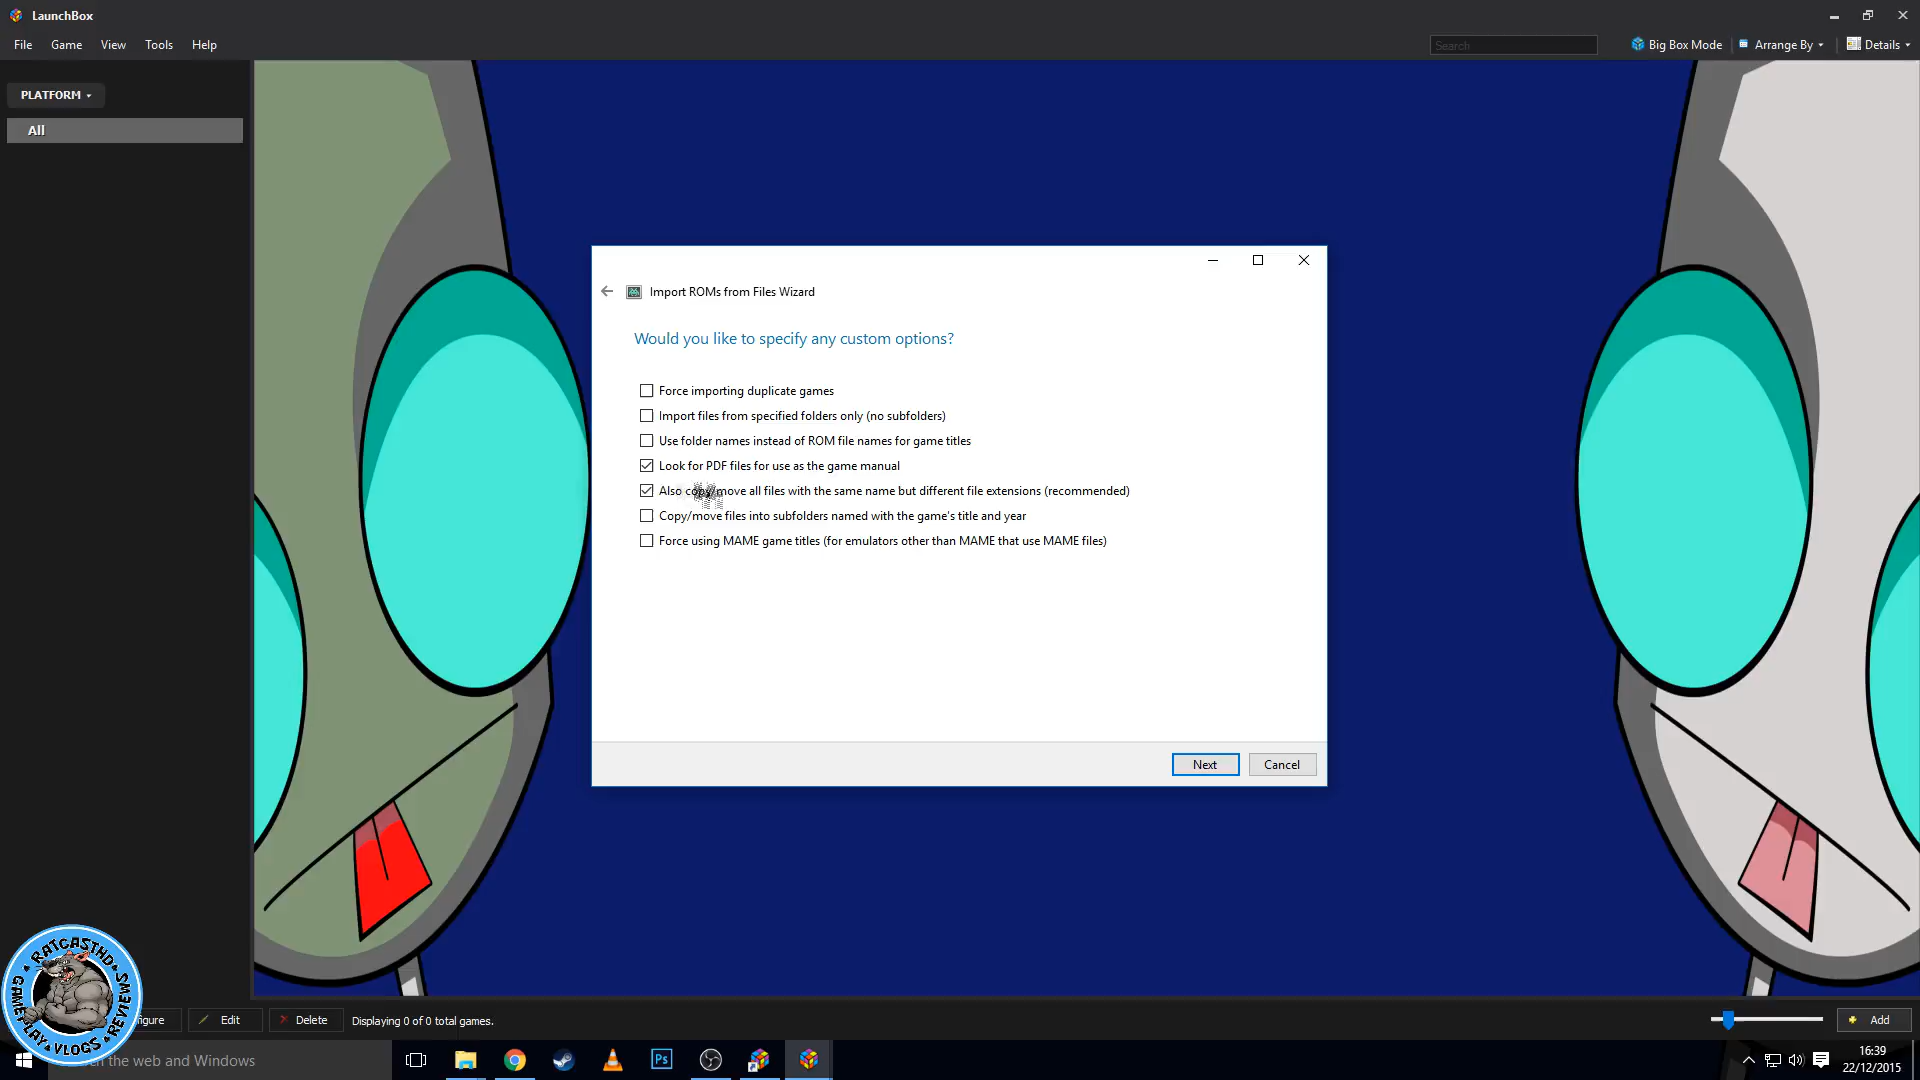 LaunchBox
File Game View Tools Help
Search
Big Box Mode
Arrange By
Details
PLATFORM
All
Import ROMs from Files Wizard
Would you like to specify any custom options?
Force importing duplicate games
Import files from specified folders only (no subfolders)
Use folder names instead of ROM file names for game titles
Look for PDF files for use as the game manual
Also copy/move all files with the same name but different file extensions (recommended)
Copy/move files into subfolders named with the game's title and year
Force using MAME game titles (for emulators other than MAME that use MAME files)
Next
Cancel
RATCASTHD
GAMEPLAY VLOGS REVIEWS
Edit
Delete
Displaying 0 of 0 total games.
Add
the web and Windows
Ps
16:39
22/12/2015